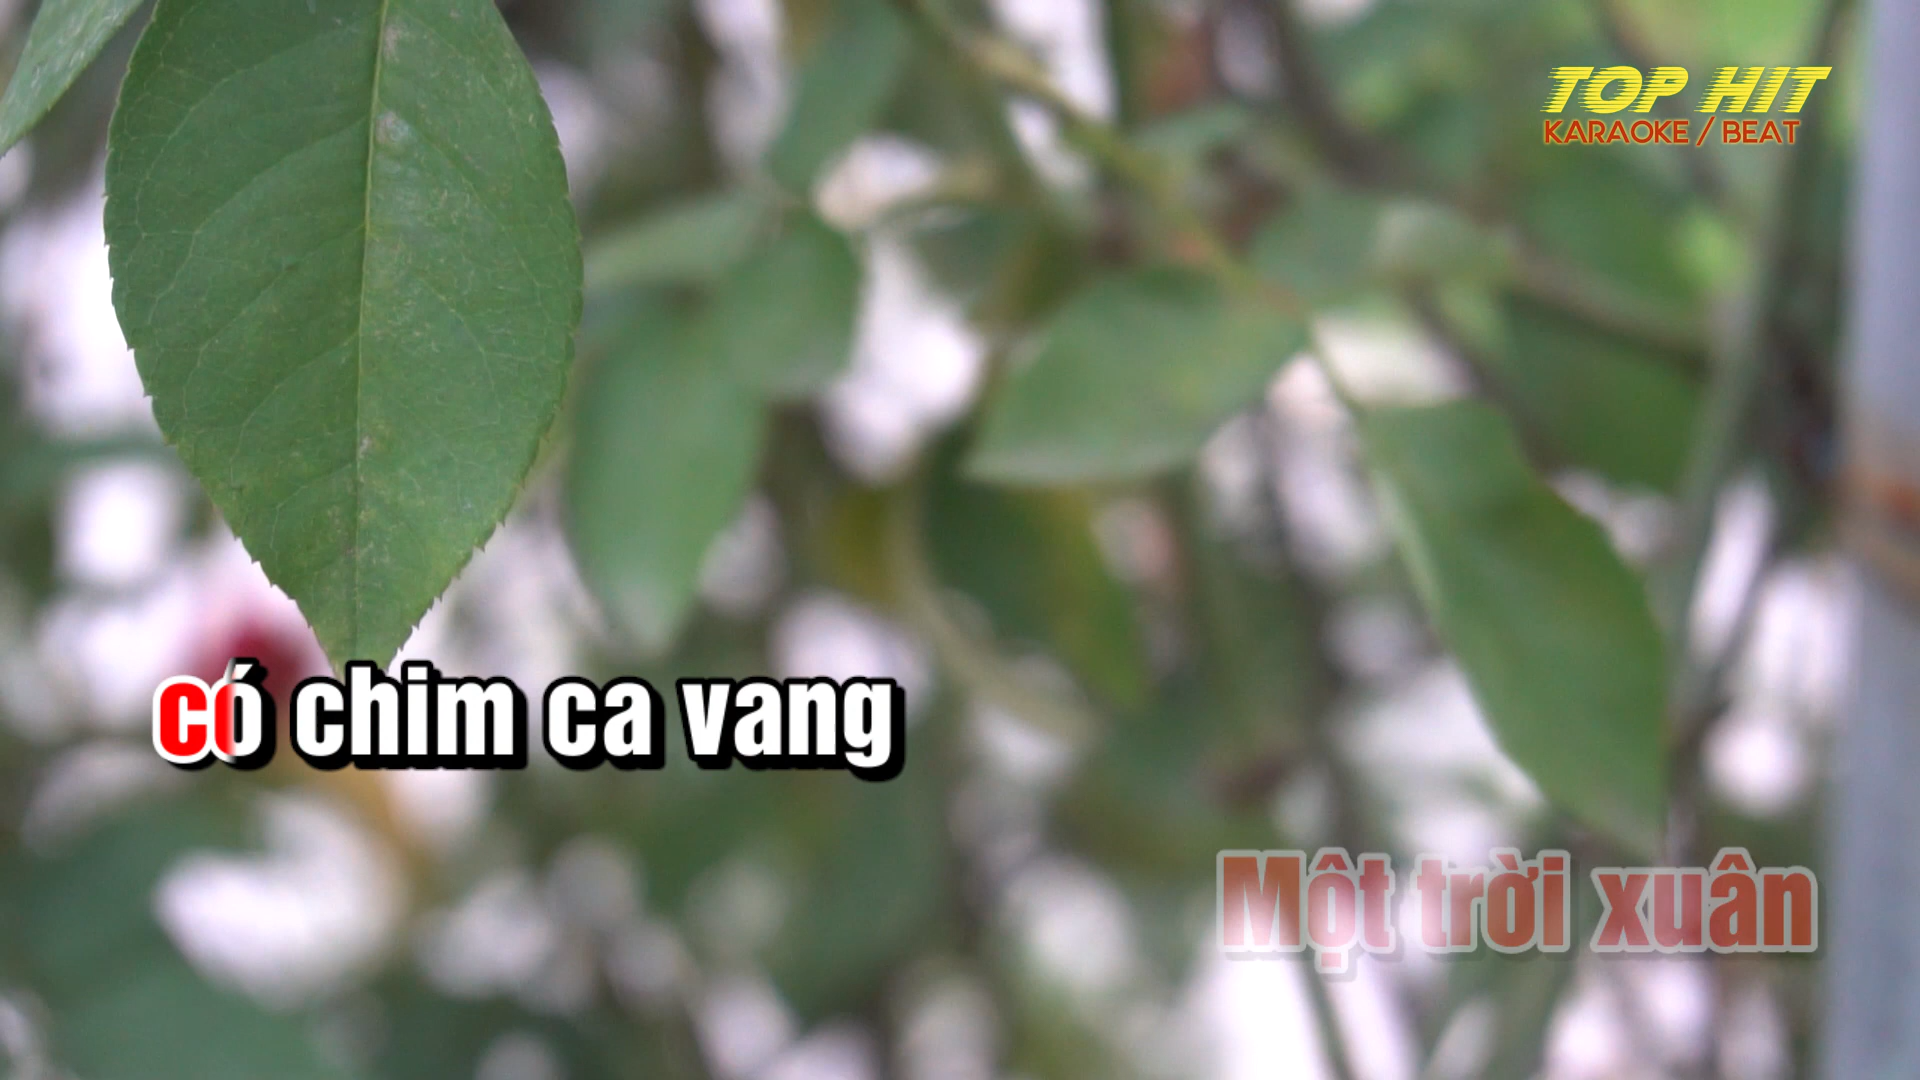 TOP HIT
KARAOKE / BEAT
có chim ca vang
Một trời xuân